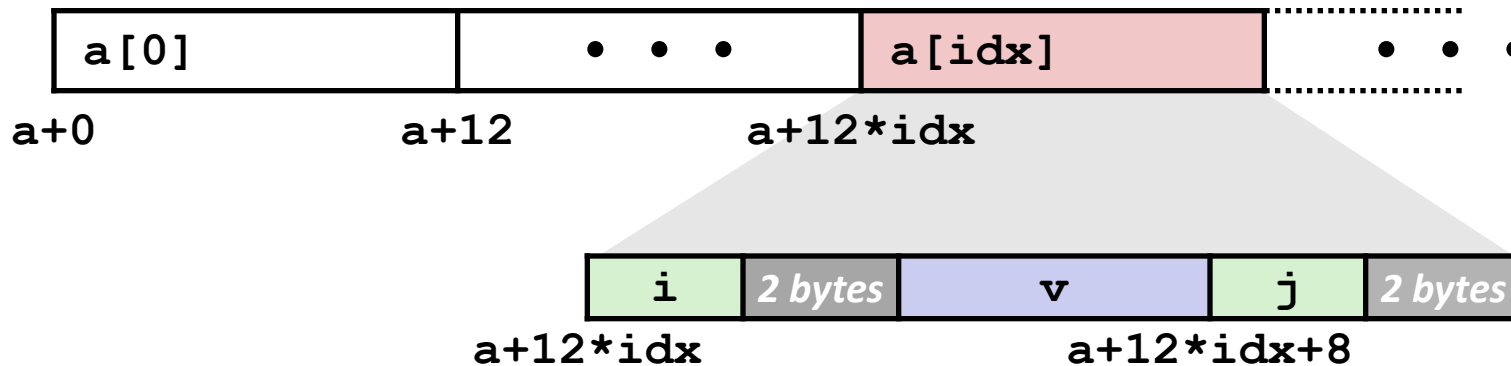 a[0] • • • a[idx] • • •
a+0 a+12 a+12*idx
i 2 bytes v j 2 bytes
a+12*idx a+12*idx+8